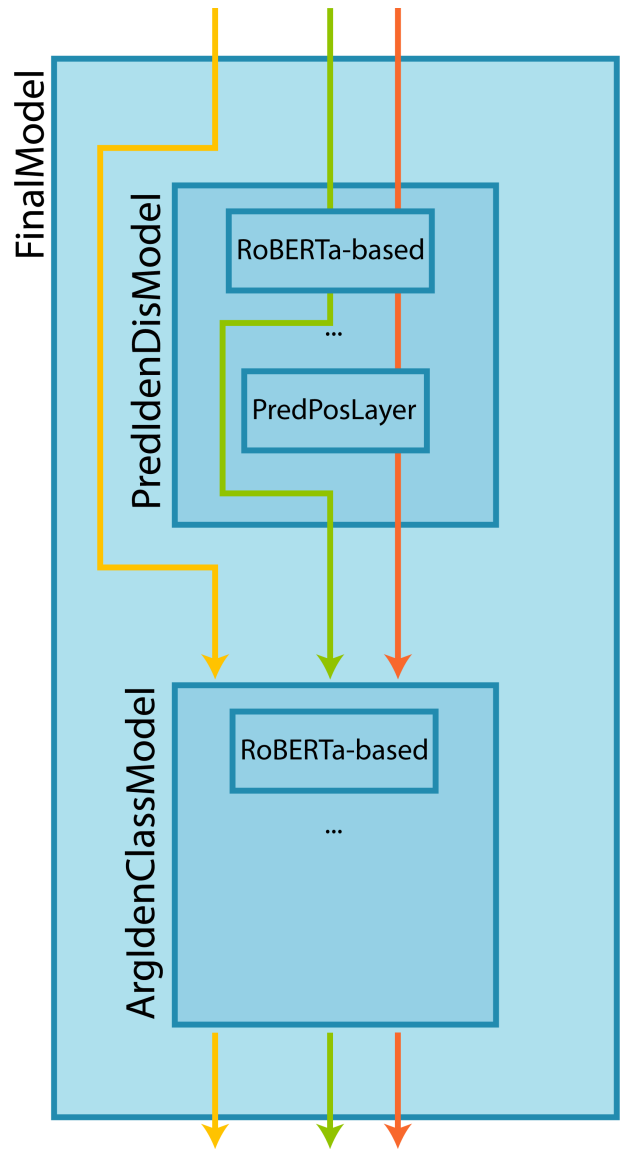 FinalModel
PredIdenDisModel
RoBERTa-based
...
PredPosLayer
ArgIdenClassModel
RoBERTa-based
...